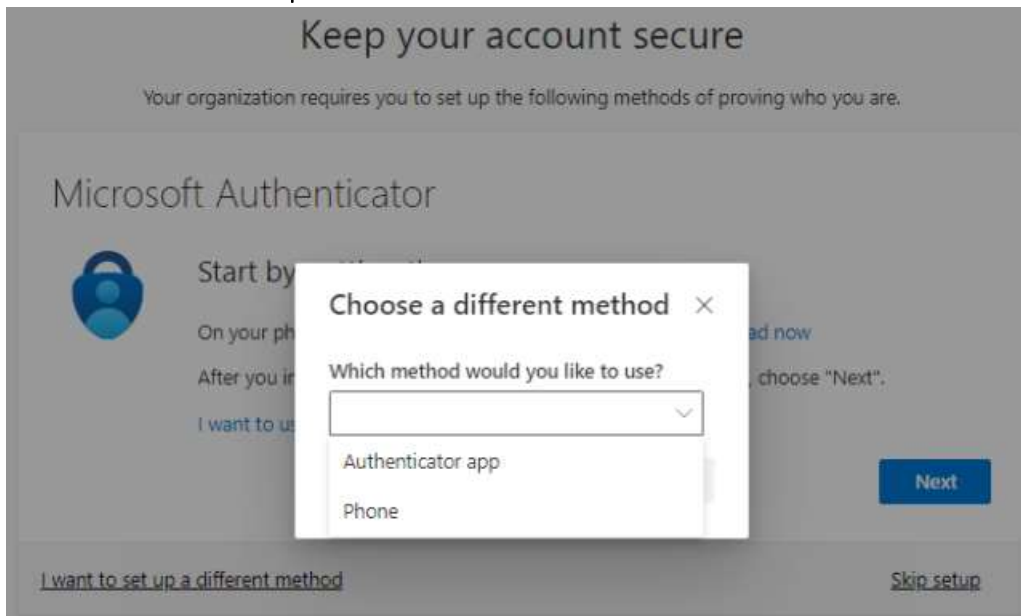 Keep your account secure
Your organization requires you to set up the following methods of proving who you are.
Microsoft Authenticator
Start by
Choose a different method
On your ph
ad now
After you in
Which method would you like to use?
, choose "Next".
I want to us
Authenticator app
Next
Phone
I want to set up a different method
Skip setup